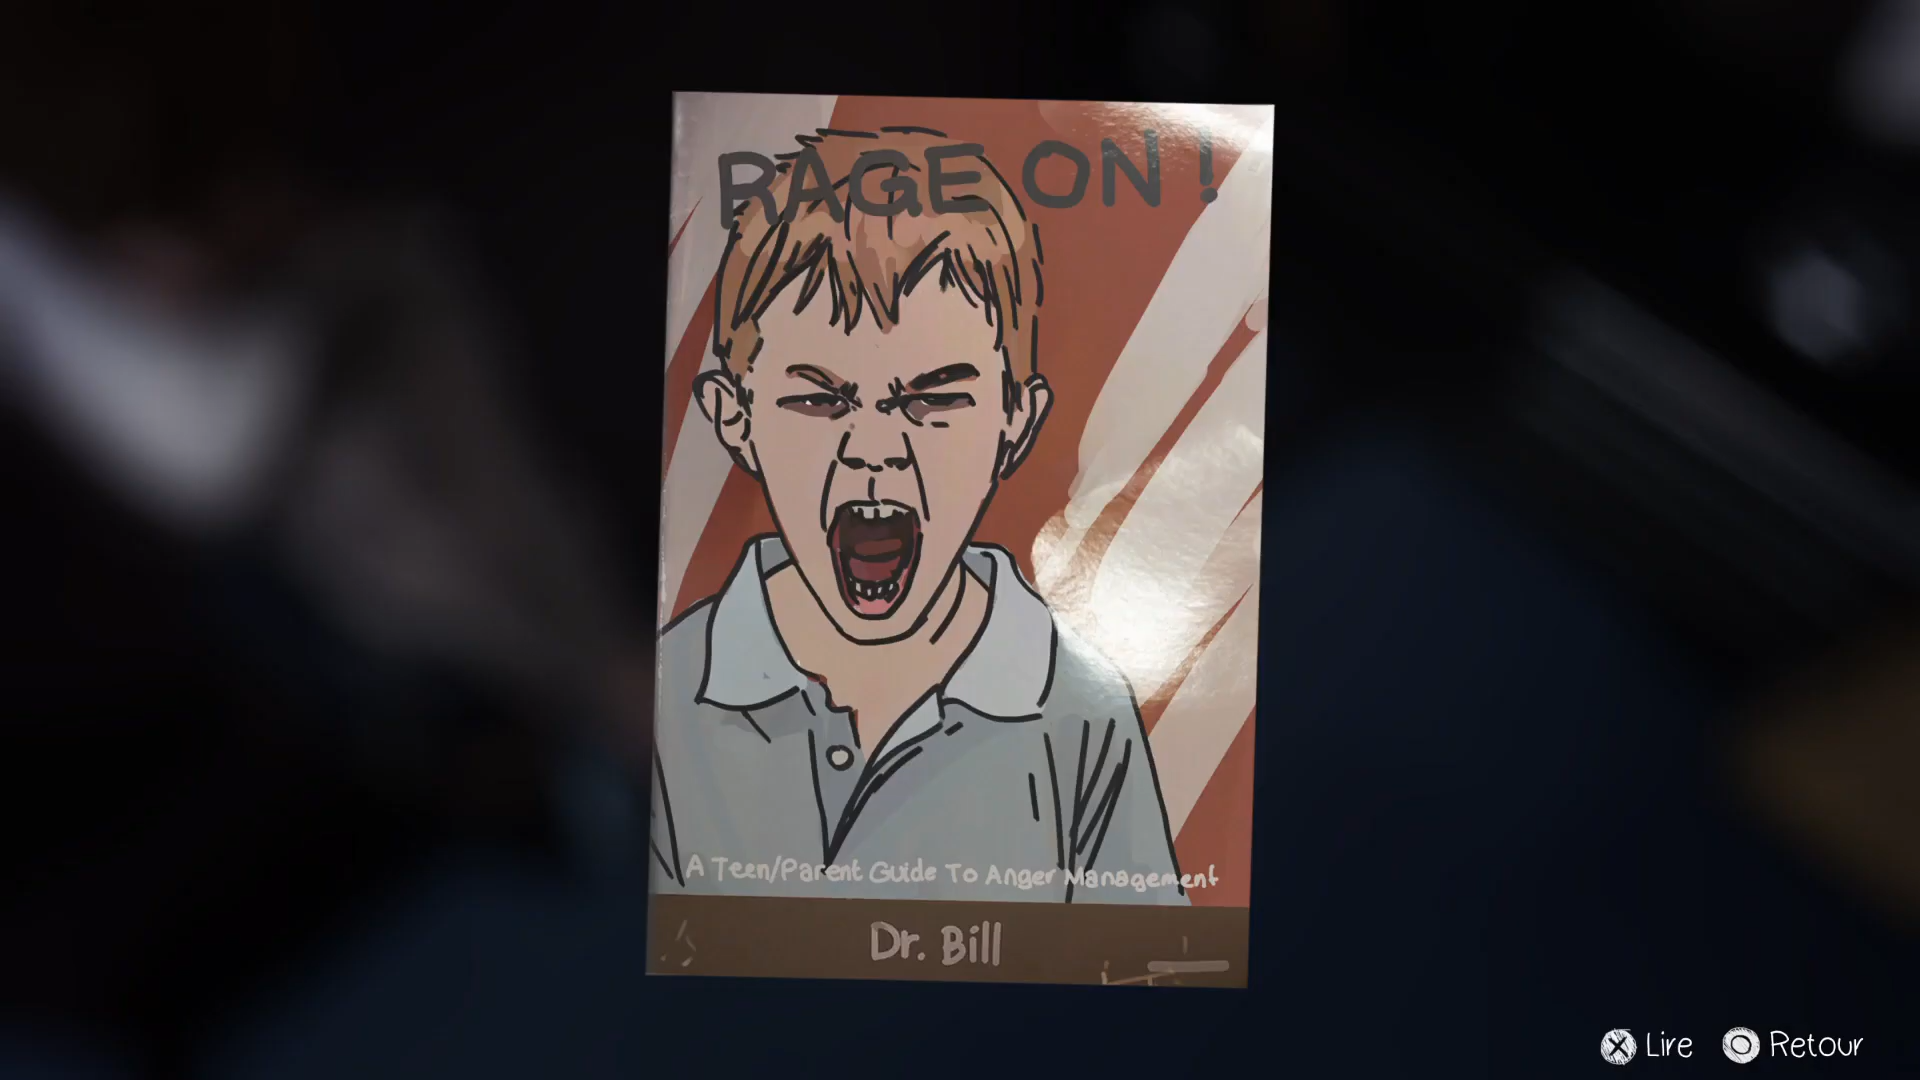 RAGE ON !
A Teen/Parent Guide To Anger Management
Dr. Bill
Lire
Retour